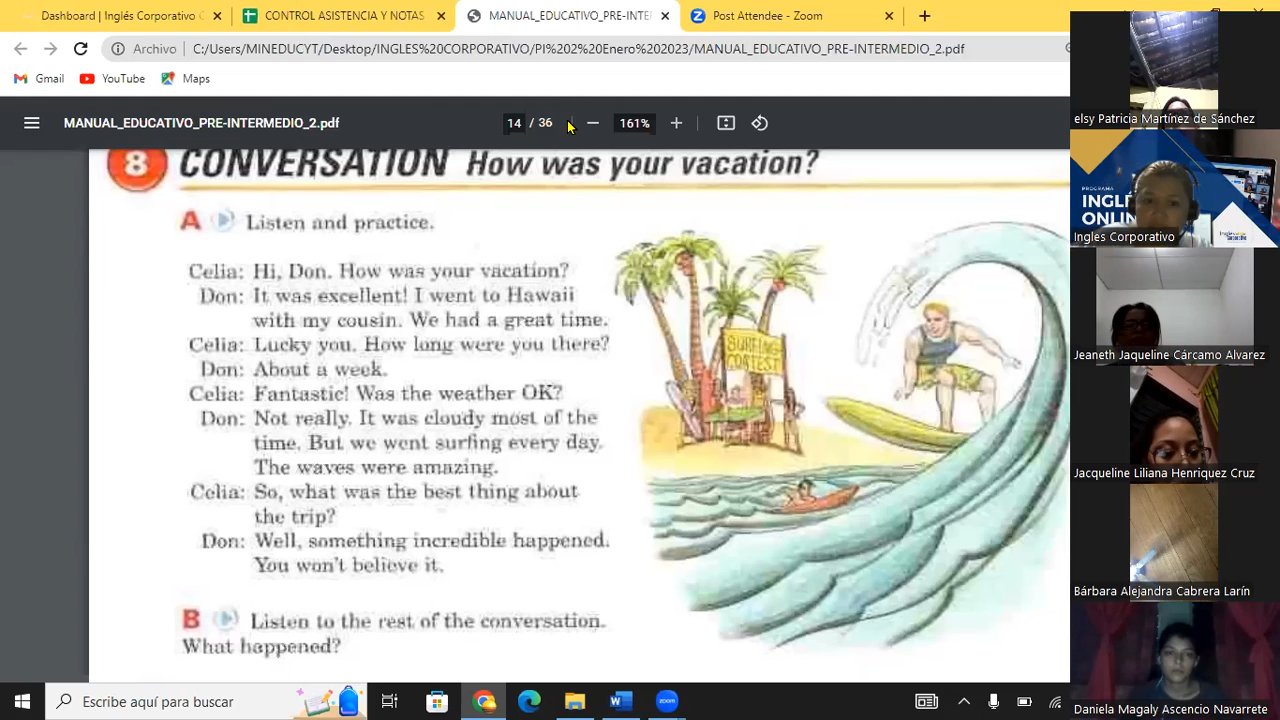 Dashboard | Inglés Corporativo
CONTROL ASISTENCIA Y NOTAS
MANUAL_EDUCATIVO_PRE-INTERI
Post Attendee - Zoom
Archivo
C:/Users/MINEDUCYT/Desktop/INGLES%20CORPORATIVO/PI%202%20Enero%202023/MANUAL_EDUCATIVO_PRE-INTERMEDIO_2.pdf
Gmail
YouTube
Maps
MANUAL_EDUCATIVO_PRE-INTERMEDIO_2.pdf
14 / 36
161%
8 CONVERSATION How was your vacation?
A Listen and practice.
Celia: Hi, Don. How was your vacation?
Don: It was excellent! I went to Hawaii
with my cousin. We had a great time.
Celia: Lucky you. How long were you there?
Don: About a week.
Celia: Fantastic! Was the weather OK?
Don: Not really. It was cloudy most of the
time. But we went surfing every day.
The waves were amazing.
Celia: So, what was the best thing about
the trip?
Don: Well, something incredible happened.
You won't believe it.
B Listen to the rest of the conversation.
What happened?
SURFING
CONTEST
elsy Patricia Martínez de Sánchez
PROGRAMA
INGL
ONLIN
Ingles Corporativo
Jeaneth Jaqueline Cárcamo Alvarez
Jacqueline Liliana Henriquez Cruz
Bárbara Alejandra Cabrera Larín
Daniela Magaly Ascencio Navarrete
Escribe aquí para buscar
zoom